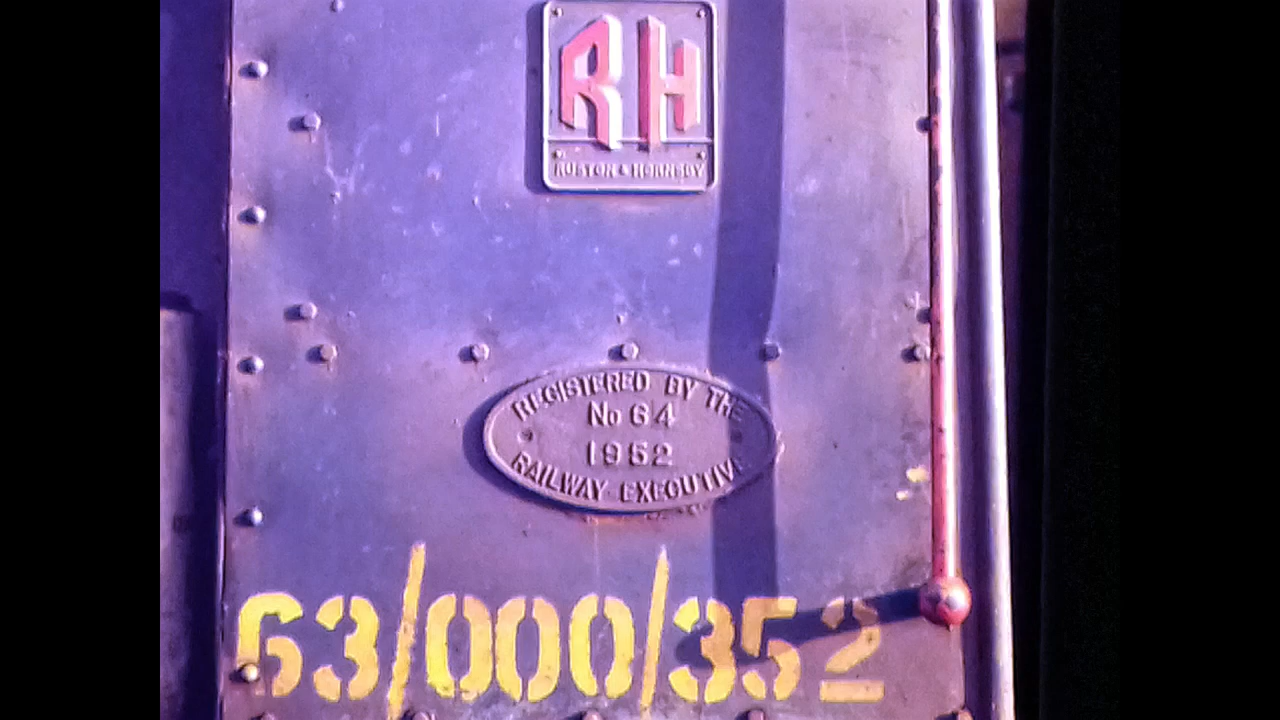 RH
RUSTON & HORNSBY
REGISTERED BY THE
No 64
1952
RAILWAY EXECUTIVE
63/000/352